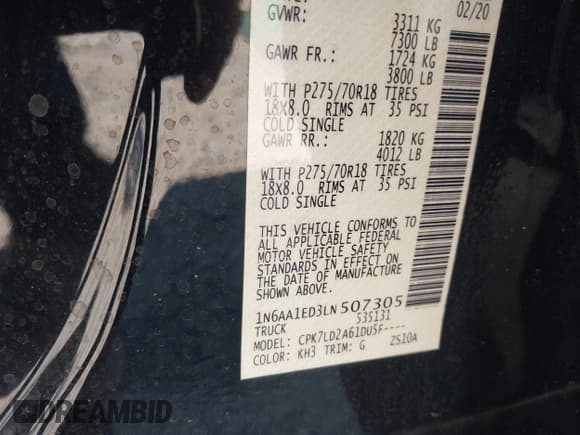 02/20
GVWR: 3311 KG
7300 LB
GAWR FR.: 1724 KG
3800 LB
WITH P275/70R18 TIRES
18X8.0 RIMS AT 35 PSI
COLD SINGLE
GAWR RR.: 1820 KG
4012 LB
WITH P275/70R18 TIRES
18X8.0 RIMS AT 35 PSI
COLD SINGLE
THIS VEHICLE CONFORMS TO
ALL APPLICABLE FEDERAL
MOTOR VEHICLE SAFETY
STANDARDS IN EFFECT ON
THE DATE OF MANUFACTURE
SHOWN ABOVE.
1N6AA1ED3LN507305
TRUCK 535131
MODEL: CPK7LD2A61DU5F----
COLOR: KH3 TRIM: G ZS10A
DREAMBID